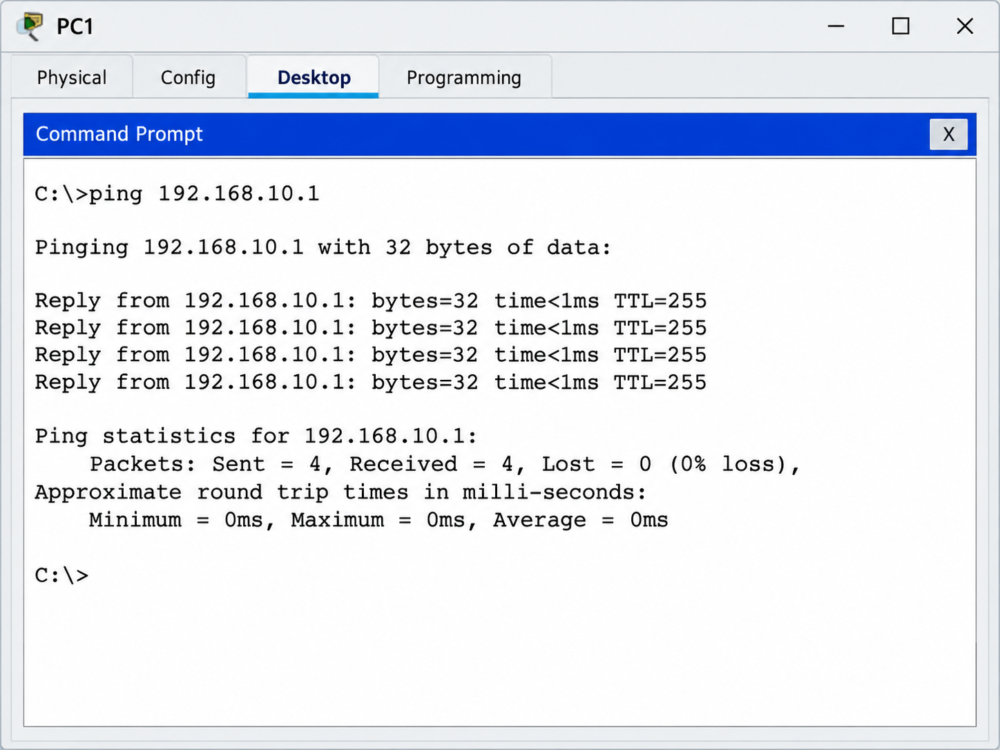 PC1
Physical Config Desktop Programming
Command Prompt X
C:\>ping 192.168.10.1
Pinging 192.168.10.1 with 32 bytes of data:
Reply from 192.168.10.1: bytes=32 time<1ms TTL=255
Reply from 192.168.10.1: bytes=32 time<1ms TTL=255
Reply from 192.168.10.1: bytes=32 time<1ms TTL=255
Reply from 192.168.10.1: bytes=32 time<1ms TTL=255
Ping statistics for 192.168.10.1:
    Packets: Sent = 4, Received = 4, Lost = 0 (0% loss),
Approximate round trip times in milli-seconds:
    Minimum = 0ms, Maximum = 0ms, Average = 0ms
C:\>